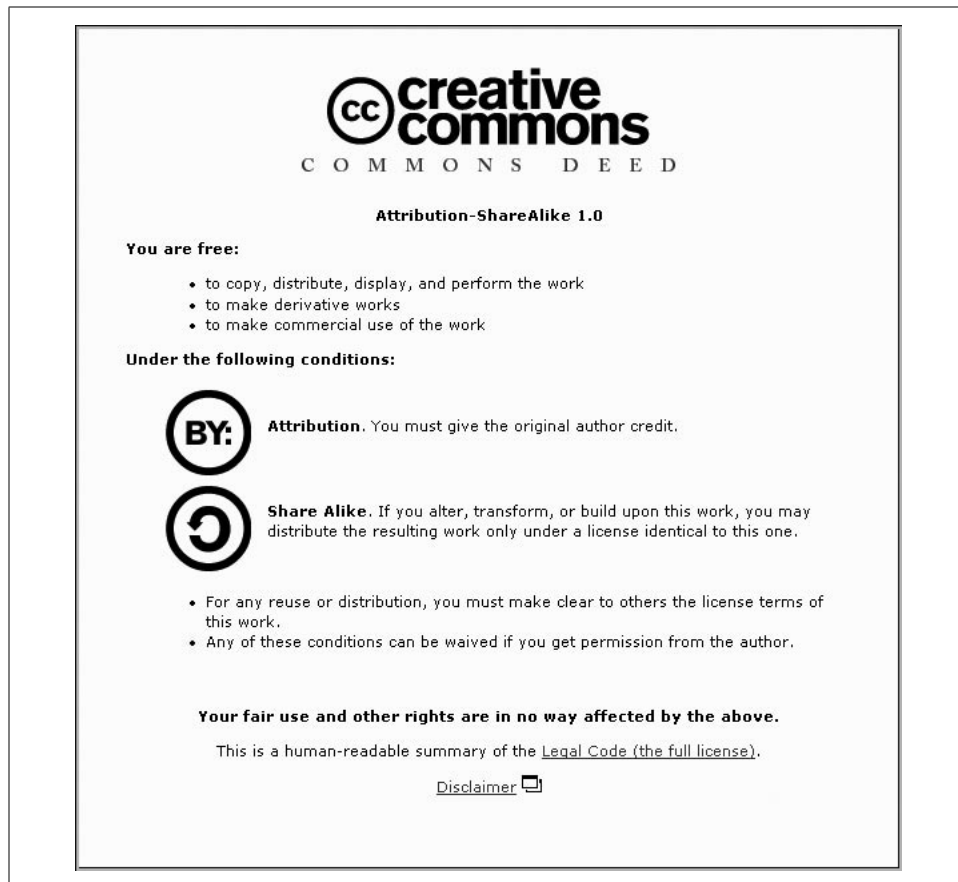 cc creative
commons
COMMONS DEED
Attribution-ShareAlike 1.0
You are free:
• to copy, distribute, display, and perform the work
• to make derivative works
• to make commercial use of the work
Under the following conditions:
BY: Attribution. You must give the original author credit.
Share Alike. If you alter, transform, or build upon this work, you may
distribute the resulting work only under a license identical to this one.
• For any reuse or distribution, you must make clear to others the license terms of
this work.
• Any of these conditions can be waived if you get permission from the author.
Your fair use and other rights are in no way affected by the above.
This is a human-readable summary of the Legal Code (the full license).
Disclaimer